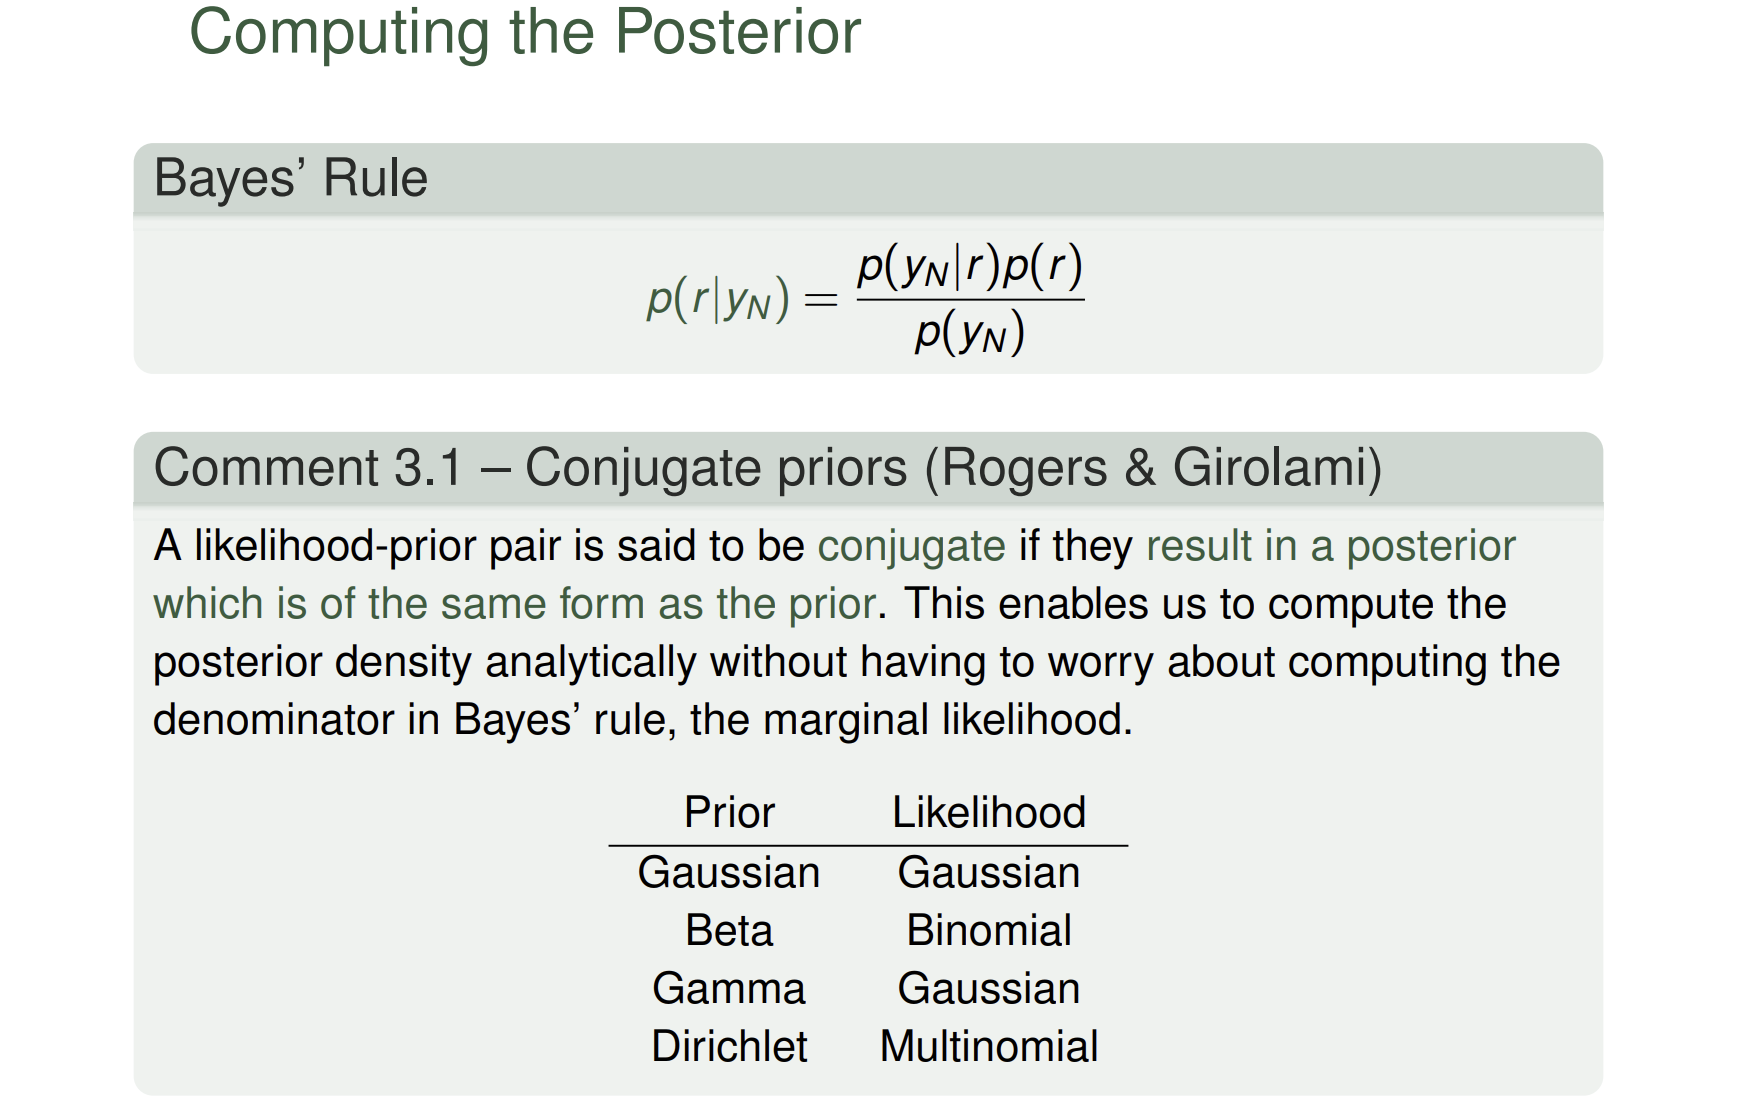 Computing the Posterior
Bayes’ Rule
p(r|y_N) = p(y_N|r)p(r) / p(y_N)
Comment 3.1 – Conjugate priors (Rogers & Girolami)
A likelihood-prior pair is said to be conjugate if they result in a posterior
which is of the same form as the prior. This enables us to compute the
posterior density analytically without having to worry about computing the
denominator in Bayes’ rule, the marginal likelihood.
Prior Likelihood
Gaussian Gaussian
Beta Binomial
Gamma Gaussian
Dirichlet Multinomial